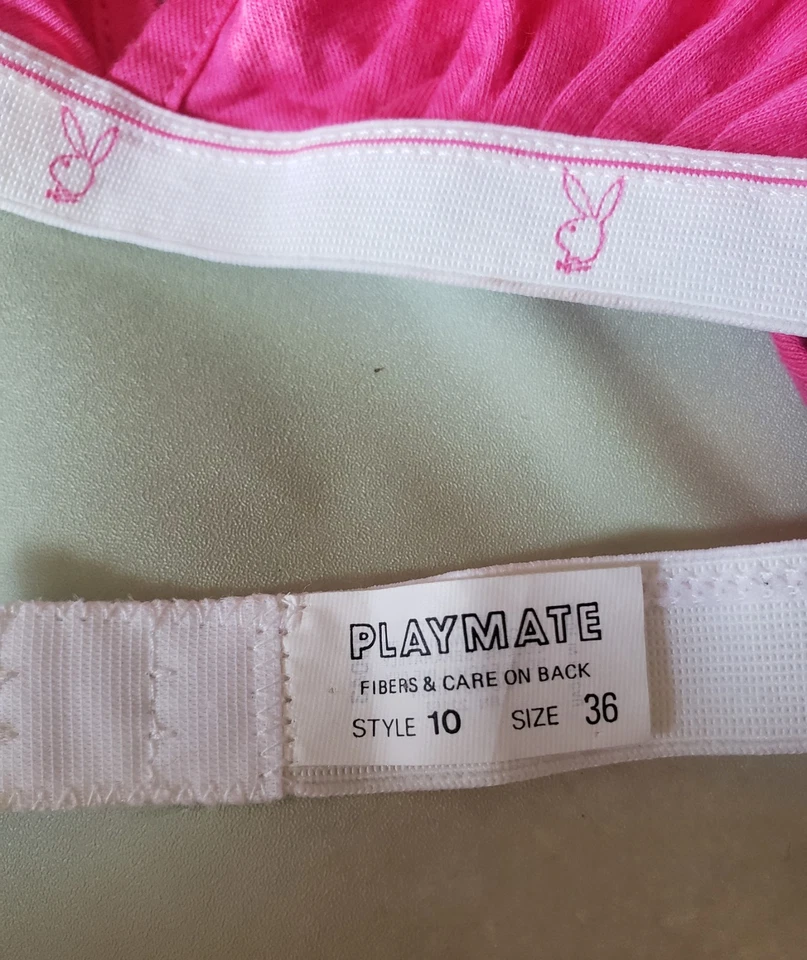 PLAYMATE
FIBERS & CARE ON BACK
STYLE 10 SIZE 36